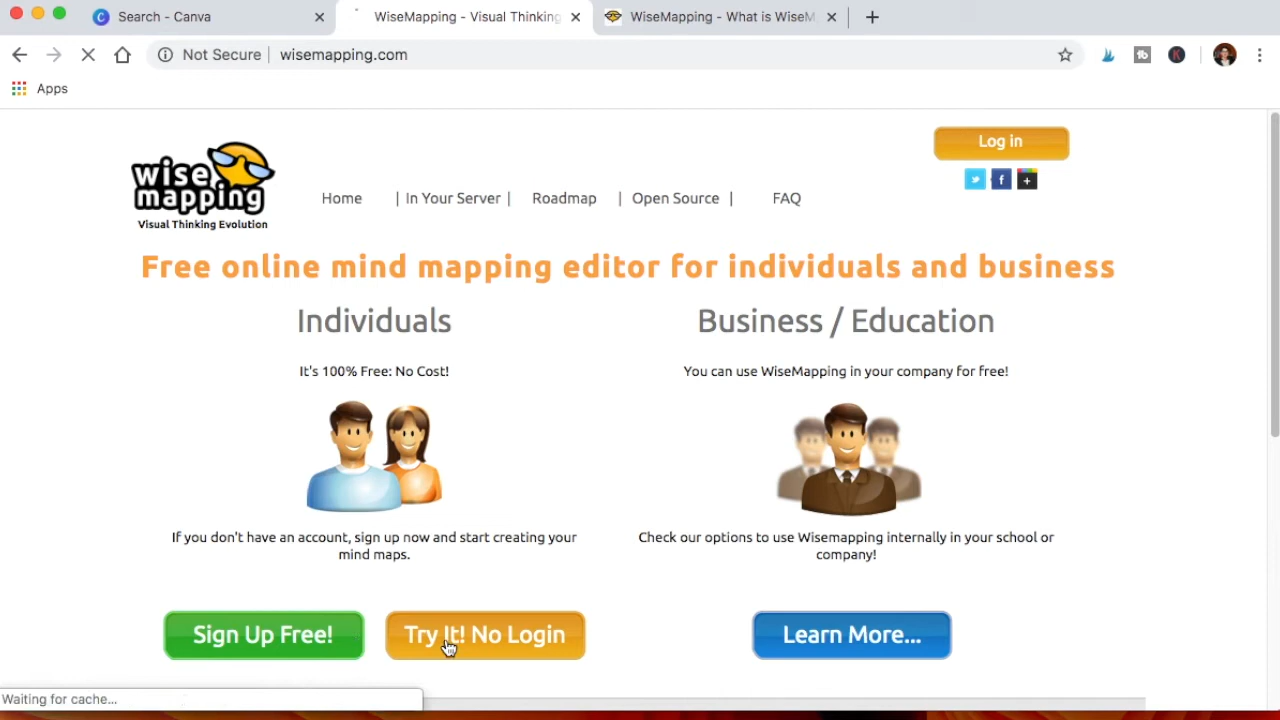 Search - Canva
WiseMapping - Visual Thinking
WiseMapping - What is WiseM
Not Secure
wisemapping.com
Apps
Log in
wise
mapping
Visual Thinking Evolution
Home | In Your Server | Roadmap | Open Source | FAQ
Free online mind mapping editor for individuals and business
Individuals
Business / Education
It's 100% Free: No Cost!
You can use WiseMapping in your company for free!
If you don't have an account, sign up now and start creating your
mind maps.
Check our options to use Wisemapping internally in your school or
company!
Sign Up Free!
Try It! No Login
Learn More...
Waiting for cache...